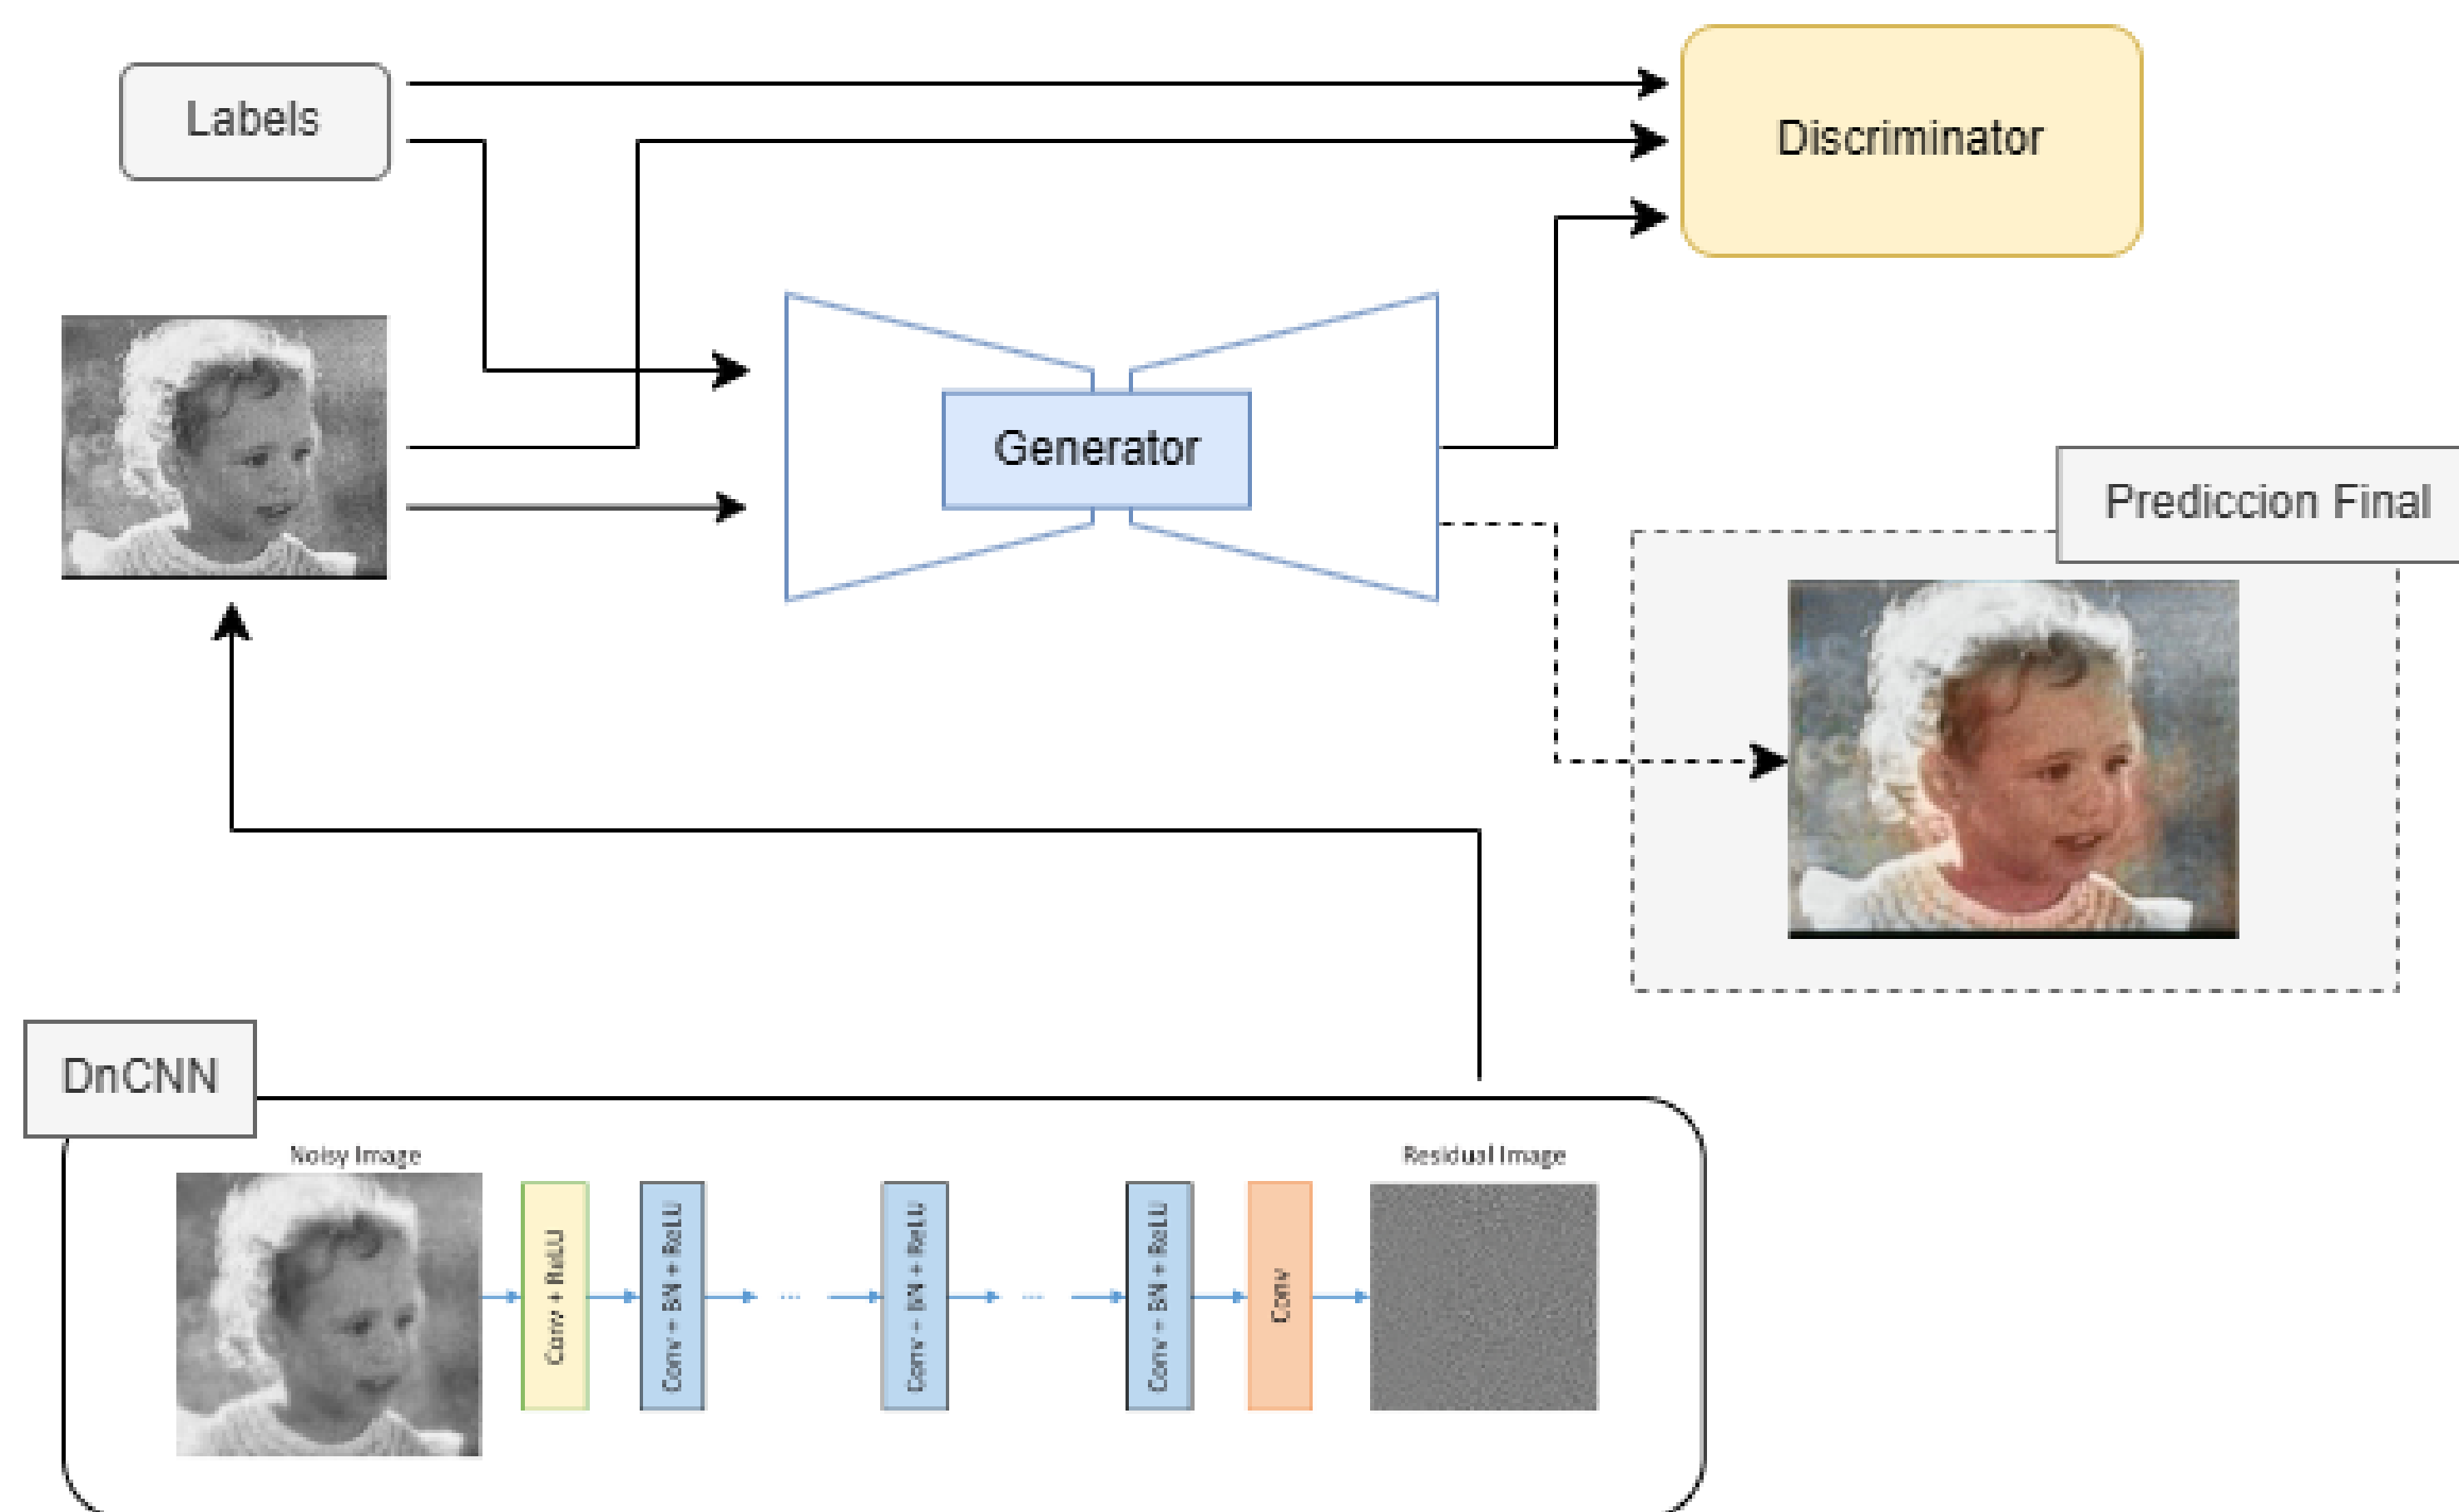 Labels
Discriminator
Generator
Prediccion Final
DnCNN
Noisy Image
Residual Image
Conv + ReLU
Conv + BN + ReLU
...
Conv + BN + ReLU
...
Conv + BN + ReLU
Conv